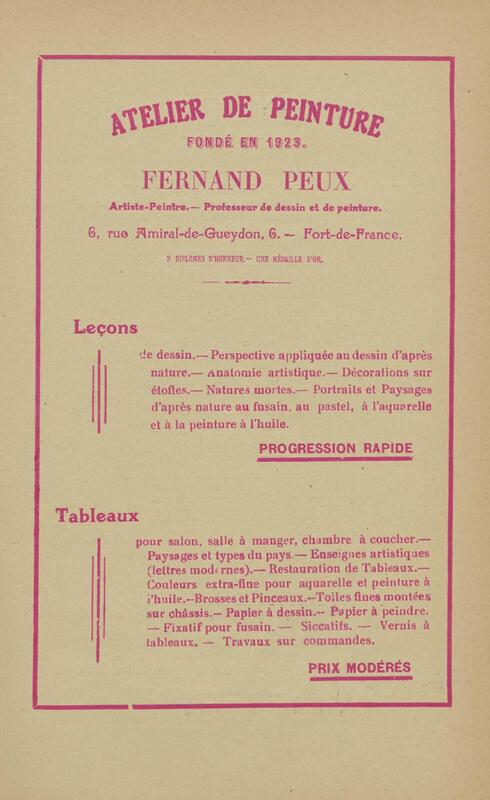 ATELIER DE PEINTURE
FONDÉ EN 1923.
FERNAND PEUX
Artiste-Peintre.— Professeur de dessin et de peinture.
6, rue Amiral-de-Gueydon, 6. — Fort-de-France.
3 DIPLOMES D'HONNEUR.— UNE MÉDAILLE D'OR.
Leçons
de dessin.— Perspective appliquée au dessin d'après
nature.— Anatomie artistique.— Décorations sur
étoffes.— Natures mortes.— Portraits et Paysages
d'après nature au fusain, au pastel, à l'aquarelle
et à la peinture à l'huile.
PROGRESSION RAPIDE
Tableaux
pour salon, salle à manger, chambre à coucher.—
Paysages et types du pays.— Enseignes artistiques
(lettres modernes).— Restauration de Tableaux.—
Couleurs extra-fine pour aquarelle et peinture à
l'huile.—Brosses et Pinceaux.—Toiles fines montées
sur châssis.— Papier à dessin.— Papier à peindre.
— Fixatif pour fusain. — Siccatifs. — Vernis à
tableaux. — Travaux sur commandes.
PRIX MODÉRÉS